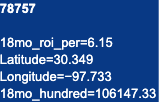 78757
18mo_roi_per=6.15
Latitude=30.349
Longitude=−97.733
18mo_hundred=106147.33